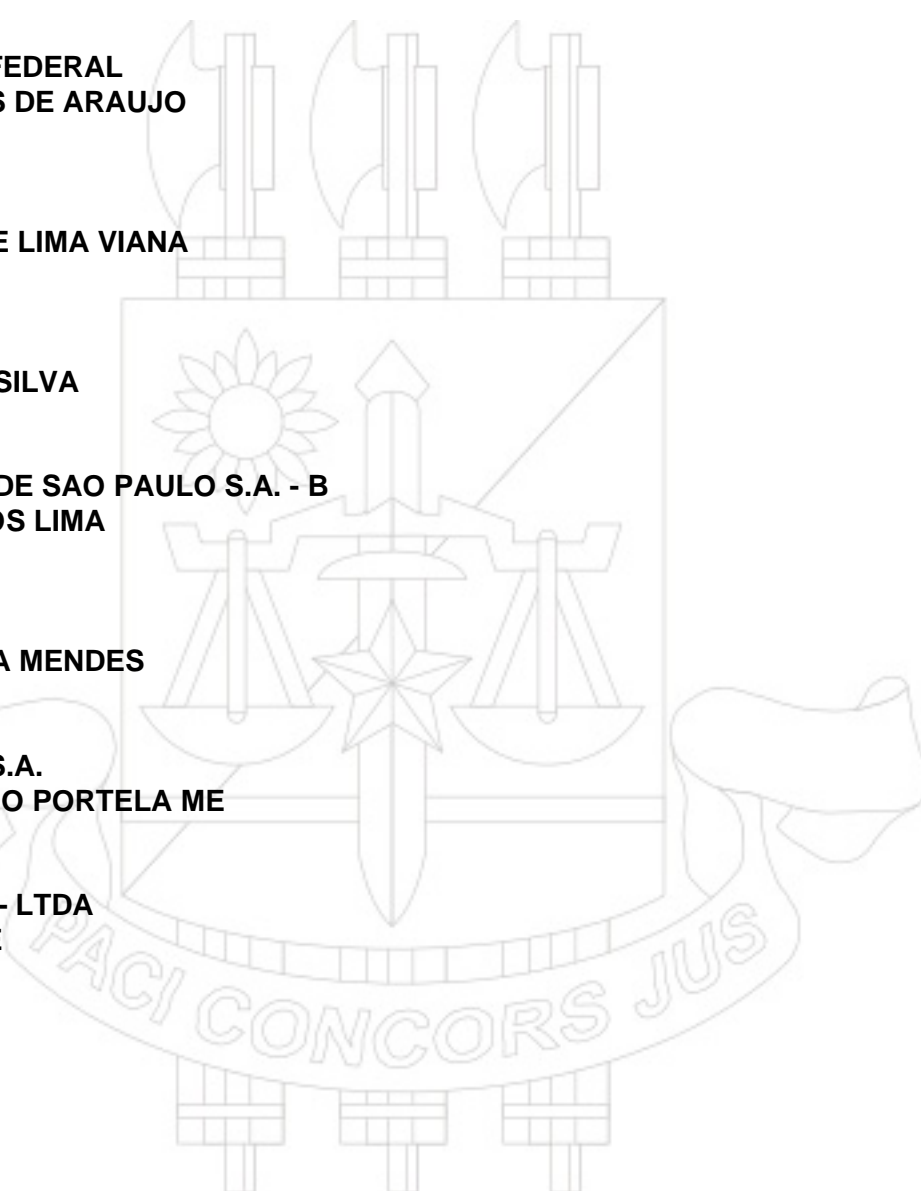 FEDERAL
S DE ARAUJO
E LIMA VIANA
SILVA
DE SAO PAULO S.A. - B
OS LIMA
A MENDES
S.A.
O PORTELA ME
- LTDA
E
PACI CONCORS JUS